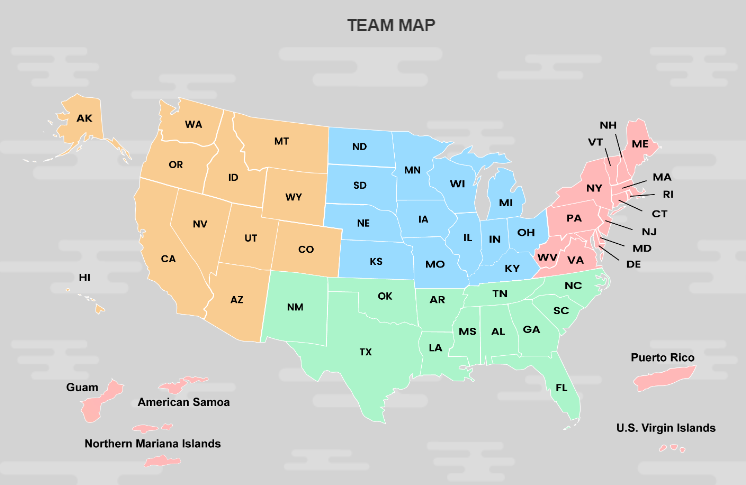 TEAM MAP
AK
WA
MT
ND
MN
OR
ID
WY
SD
WI
MI
NH
VT
ME
NY
MA
RI
CT
NV
UT
CO
NE
IA
IL
IN
OH
PA
NJ
MD
DE
CA
AZ
KS
MO
KY
WV
VA
HI
NM
OK
AR
TN
NC
SC
TX
LA
MS
AL
GA
FL
Guam
American Samoa
Northern Mariana Islands
Puerto Rico
U.S. Virgin Islands